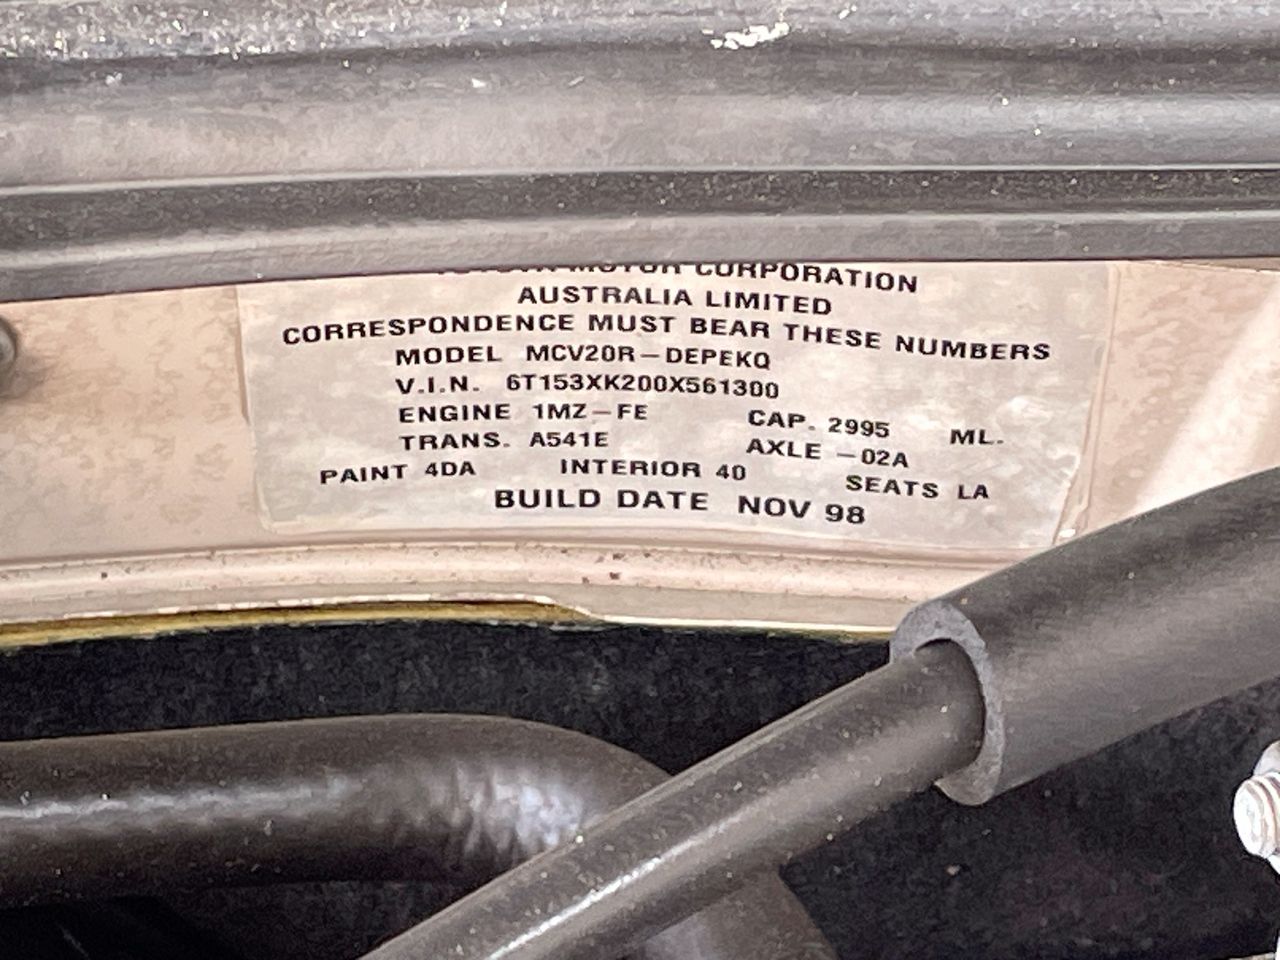 MOTOR CORPORATION
AUSTRALIA LIMITED
CORRESPONDENCE MUST BEAR THESE NUMBERS
MODEL MCV20R-DEPEKQ
V.I.N. 6T153XK200X561300
ENGINE 1MZ-FE CAP. 2995 ML.
TRANS. A541E AXLE -02A
PAINT 4DA INTERIOR 40 SEATS LA
BUILD DATE NOV 98